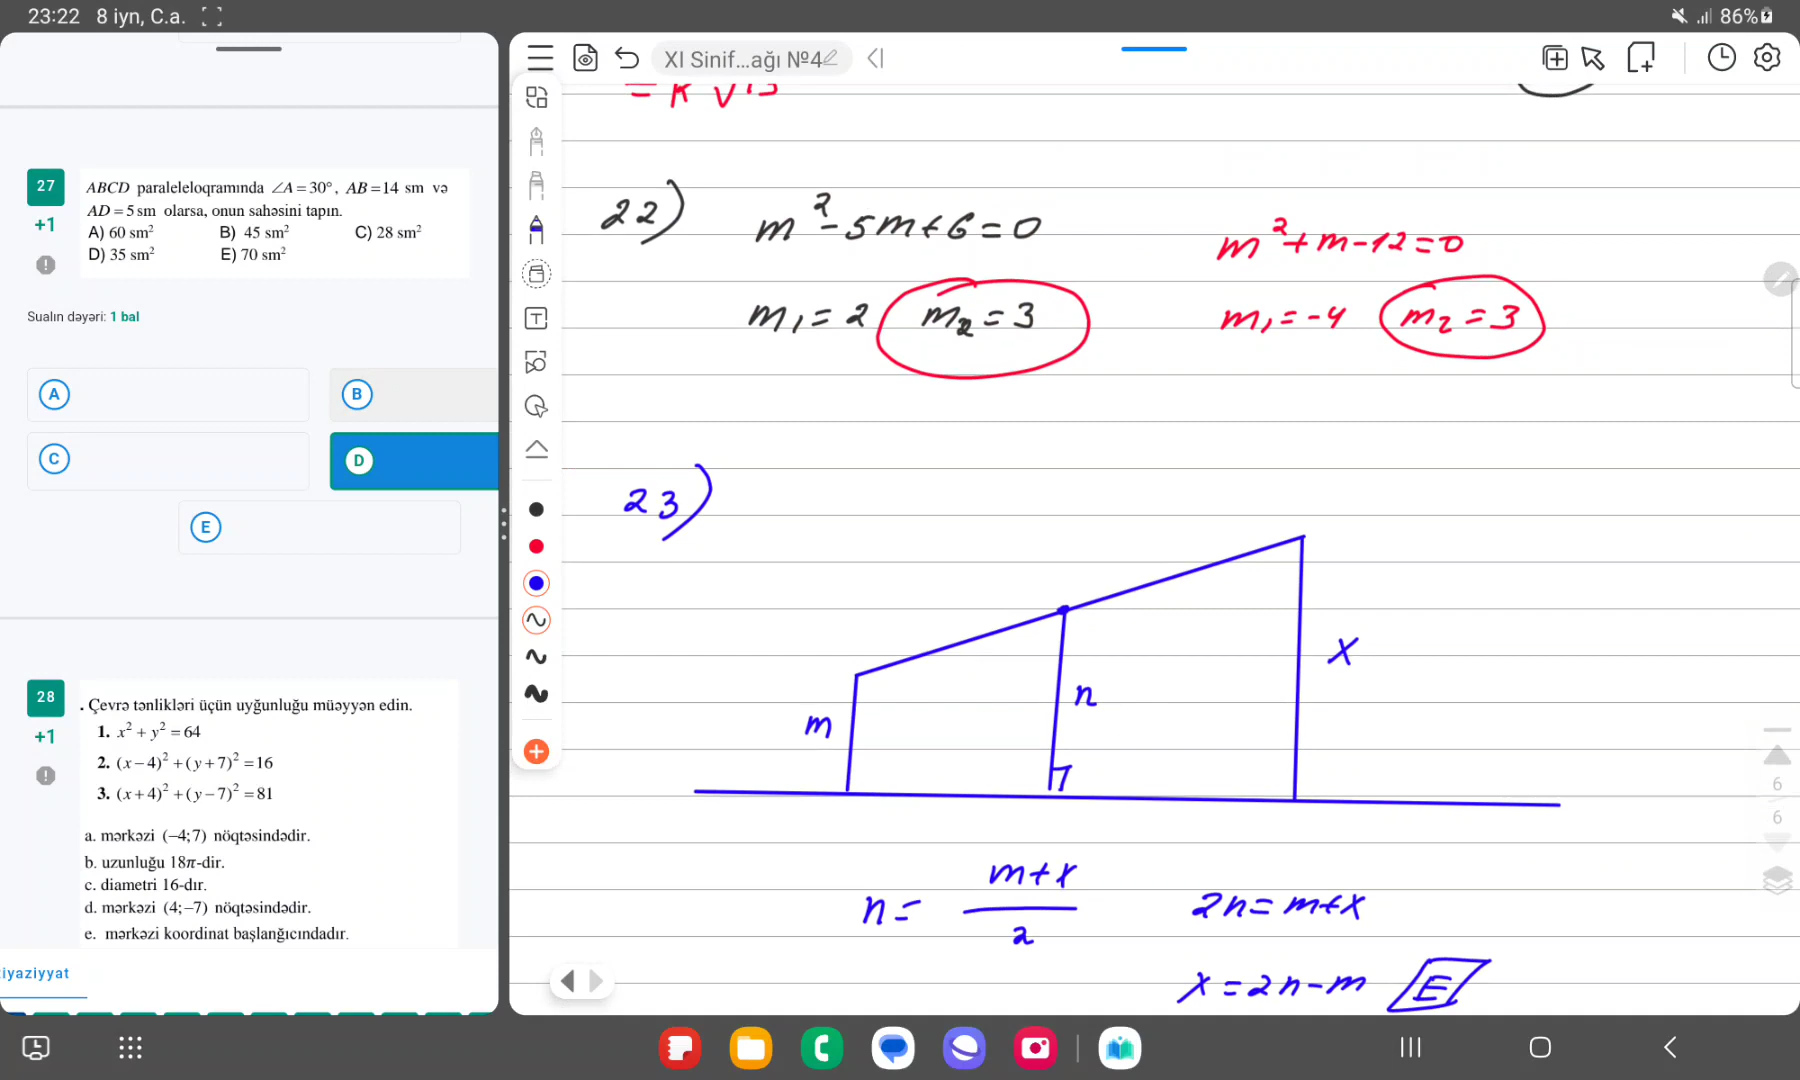 23:22 8 iyn, C.a. 86%
27
+1
ABCD paraleleloqramında ∠A = 30°, AB = 14 sm və
AD = 5 sm olarsa, onun sahəsini tapın.
A) 60 sm² B) 45 sm² C) 28 sm²
D) 35 sm² E) 70 sm²
Sualın dəyəri: 1 bal
A
B
C
D
E
28
+1
. Çevrə tənlikləri üçün uyğunluğu müəyyən edin.
1. x² + y² = 64
2. (x − 4)² + (y + 7)² = 16
3. (x + 4)² + (y − 7)² = 81
a. mərkəzi (−4;7) nöqtəsindədir.
b. uzunluğu 18π-dir.
c. diametri 16-dır.
d. mərkəzi (4;−7) nöqtəsindədir.
e. mərkəzi koordinat başlanğıcındadır.
iyaziyyat
XI Sinif...ağı №4
= k √13
22) m² - 5m + 6 = 0 m² + m - 12 = 0
m₁ = 2 m₂ = 3 m₁ = -4 m₂ = 3
23)
m
n
x
n = (m+x)/2 2n = m+x
x = 2n - m E
6
6